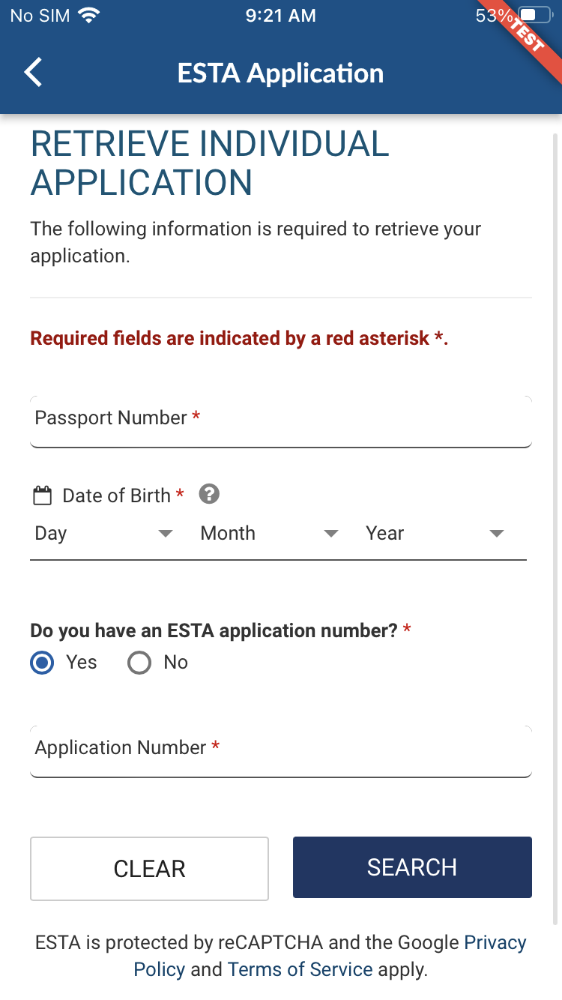 No SIM 9:21 AM 53%
TEST
ESTA Application
RETRIEVE INDIVIDUAL
APPLICATION
The following information is required to retrieve your
application.
Required fields are indicated by a red asterisk *.
Passport Number *
Date of Birth * ?
Day Month Year
Do you have an ESTA application number? *
Yes No
Application Number *
CLEAR SEARCH
ESTA is protected by reCAPTCHA and the Google Privacy
Policy and Terms of Service apply.